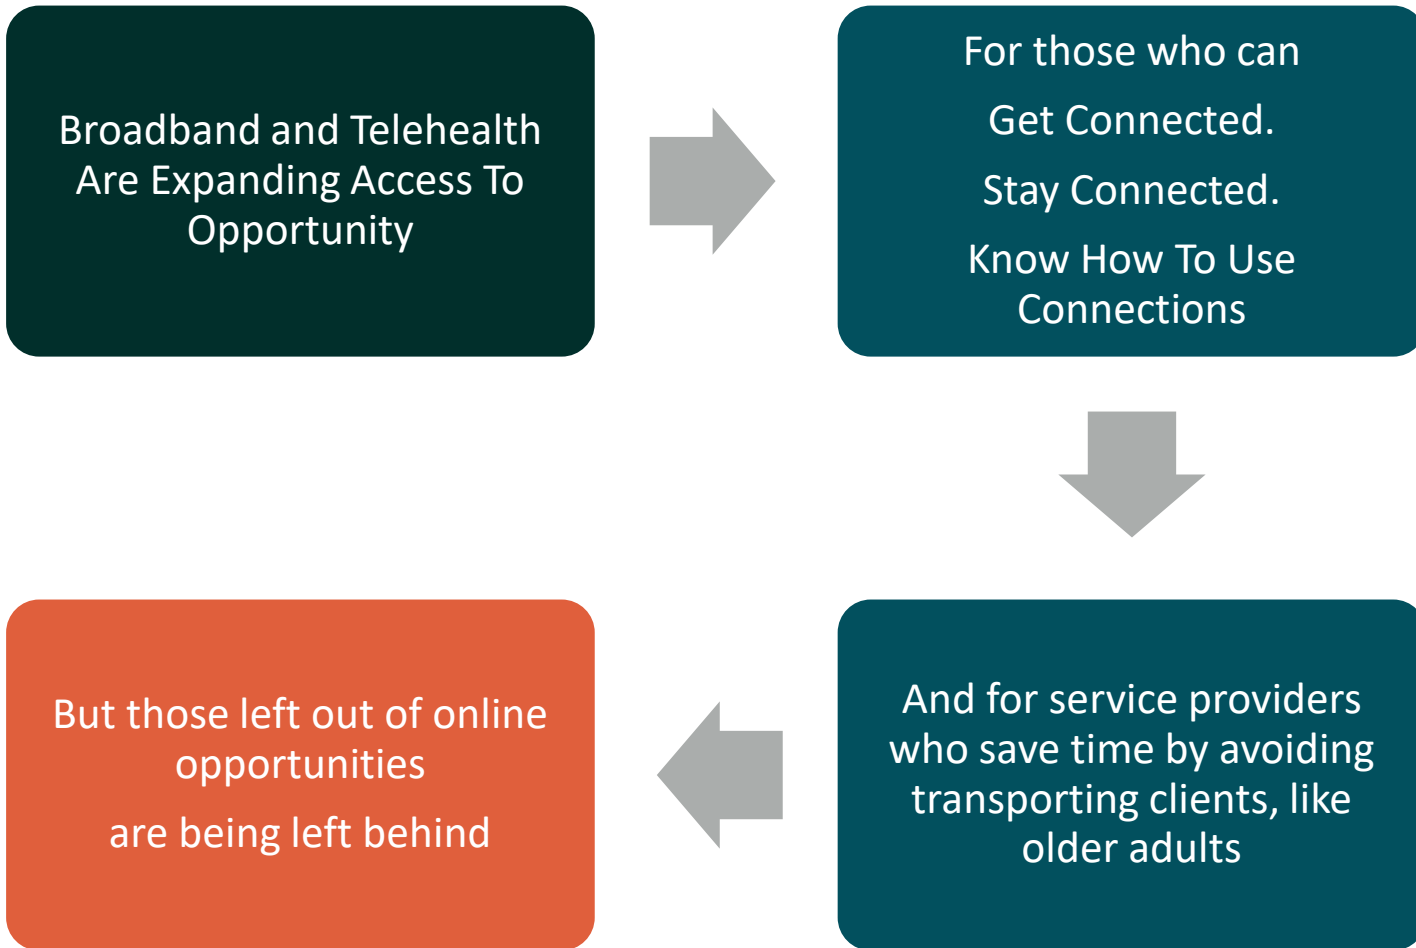 Broadband and Telehealth
Are Expanding Access To
Opportunity
For those who can
Get Connected.
Stay Connected.
Know How To Use
Connections
And for service providers
who save time by avoiding
transporting clients, like
older adults
But those left out of online
opportunities
are being left behind